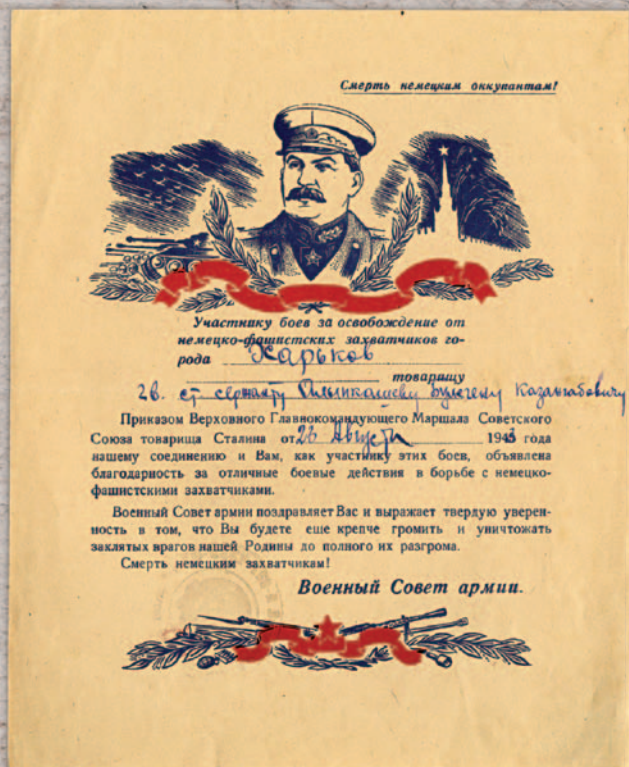 Смерть немецким оккупантам!
Участнику боев за освобождение от
немецко-фашистских захватчиков го-
рода Харьков
товарищу
ст. сержанту Казангабовичу
Приказом Верховного Главнокомандующего Маршала Советского
Союза товарища Сталина от 23 Августа 1943 года
нашему соединению и Вам, как участнику этих боев, объявлена
благодарность за отличные боевые действия в борьбе с немецко-
фашистскими захватчиками.
Военный Совет армии поздравляет Вас и выражает твердую уверен-
ность в том, что Вы будете еще крепче громить и уничтожать
заклятых врагов нашей Родины до полного их разгрома.
Смерть немецким захватчикам!
Военный Совет армии.